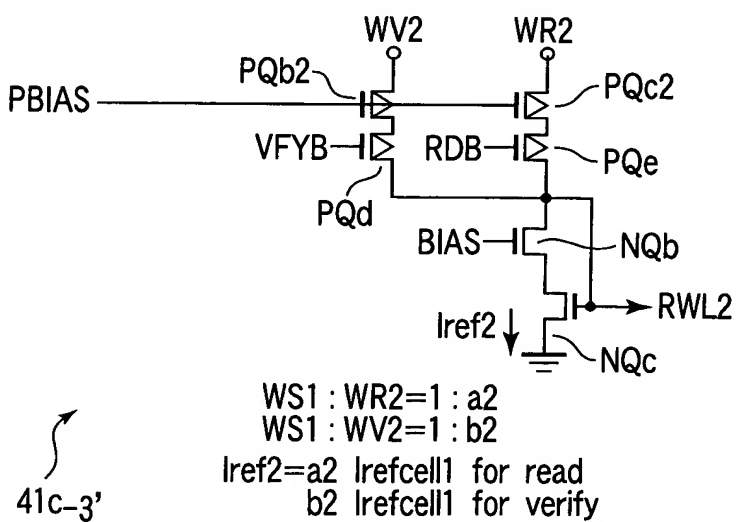 WV2 WR2
PQb2 PQc2
PBIAS
VFYB RDB PQe
PQd
BIAS NQb
RWL2
Iref2
NQc
WS1 : WR2=1 : a2
WS1 : WV2=1 : b2
Iref2=a2 Irefcell1 for read
b2 Irefcell1 for verify
41c-3'